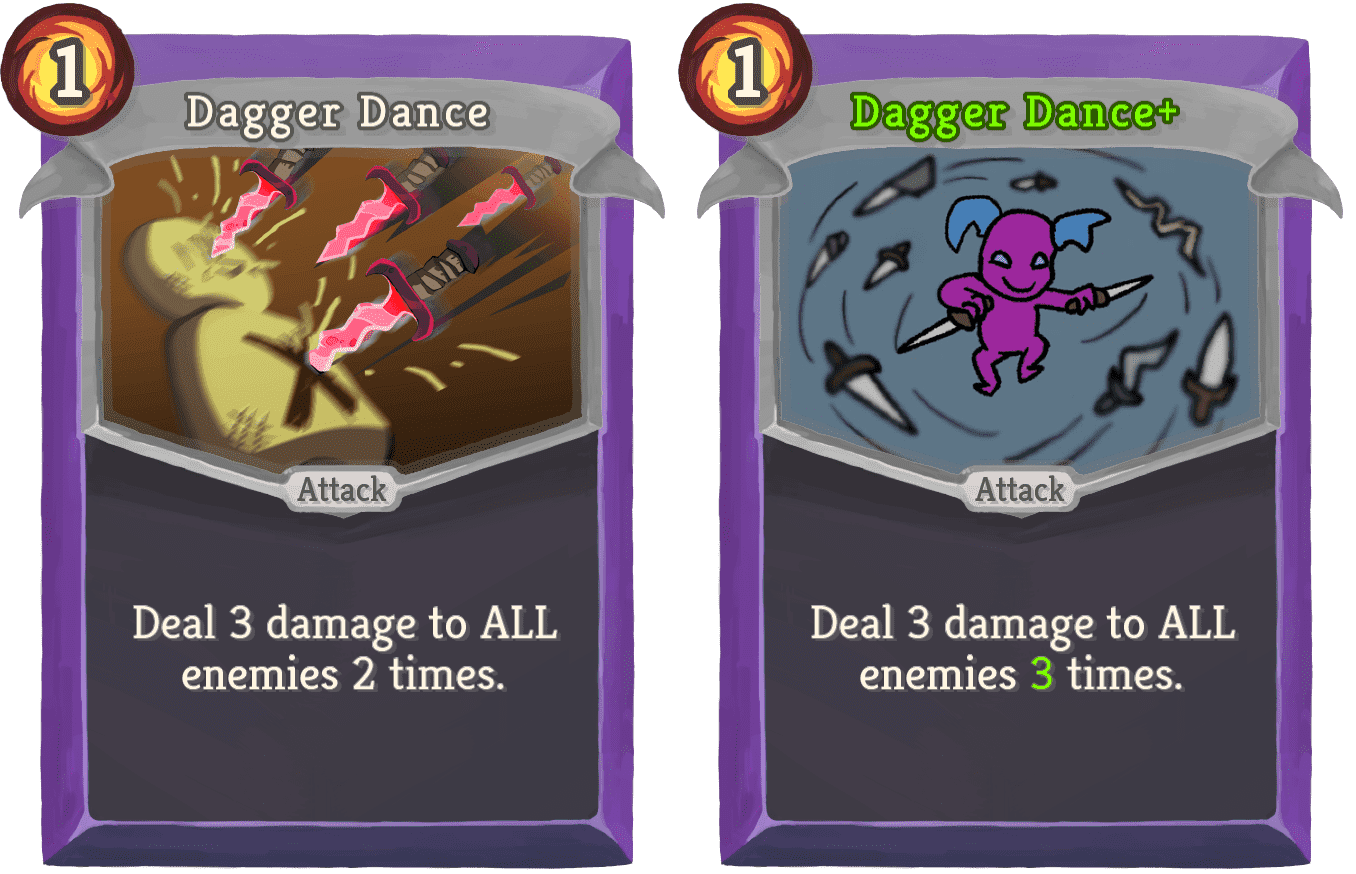 1
Dagger Dance
Attack
Deal 3 damage to ALL
enemies 2 times.
1
Dagger Dance+
Attack
Deal 3 damage to ALL
enemies 3 times.